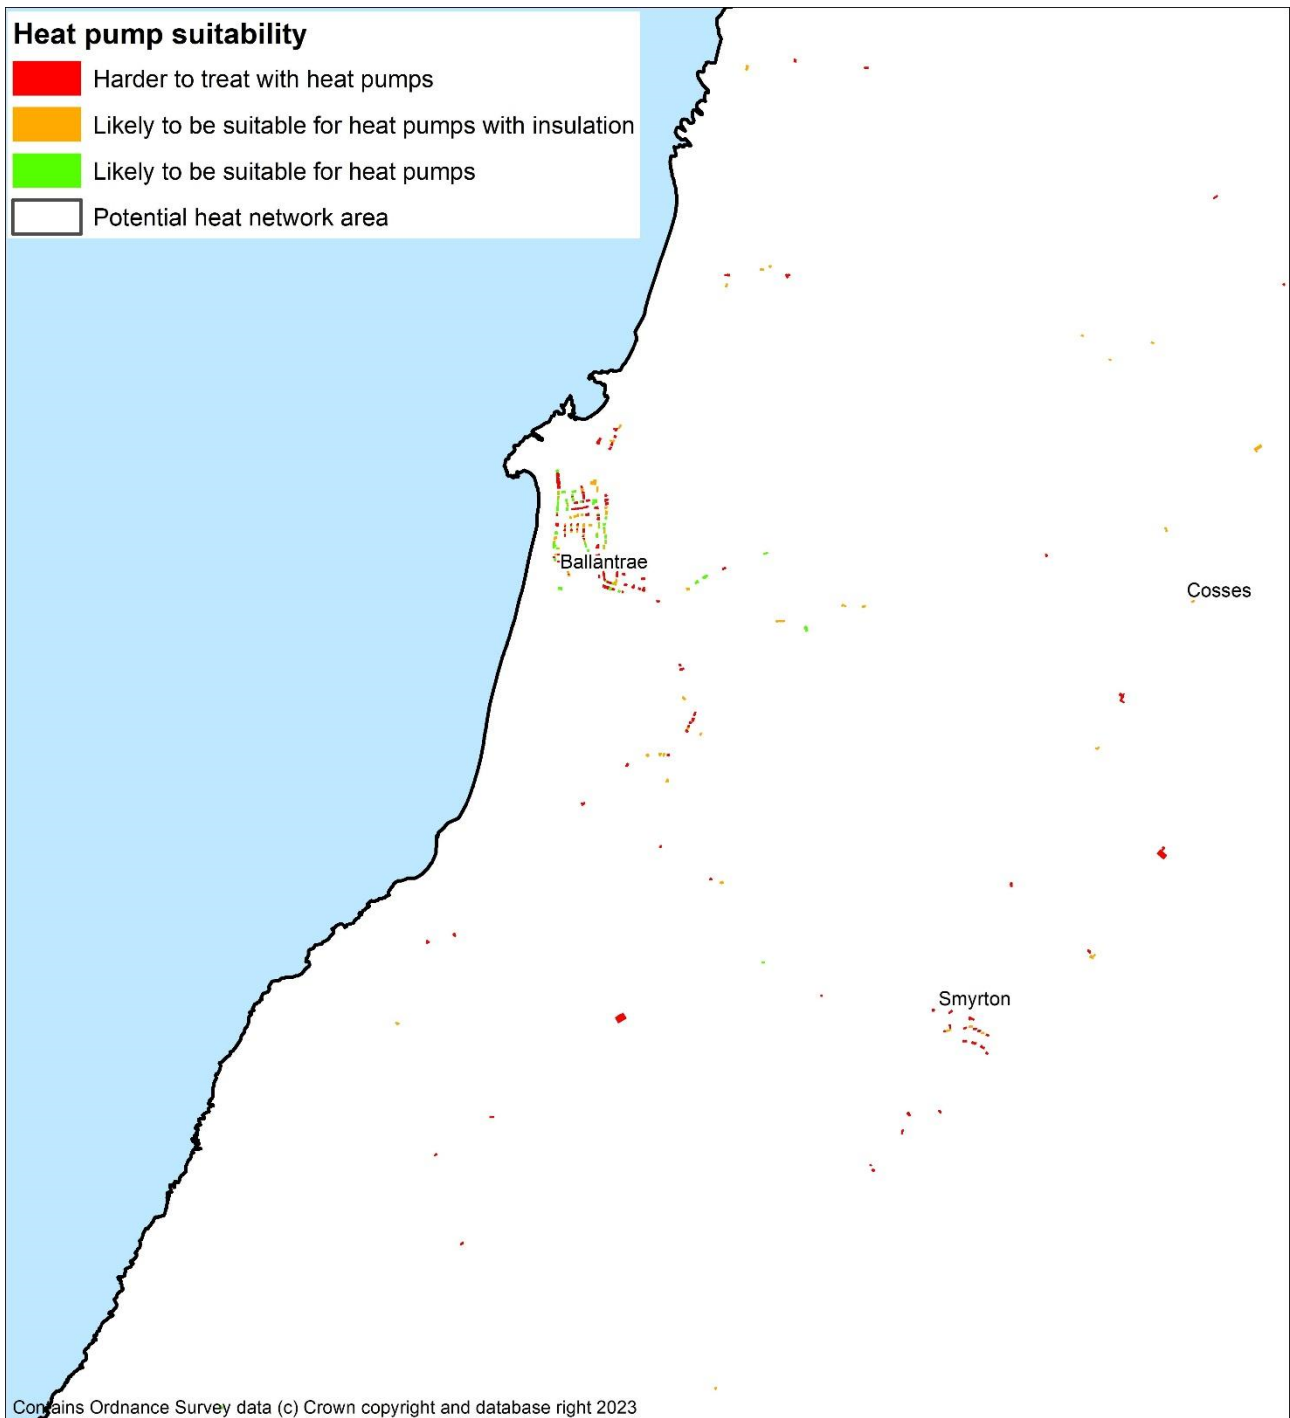 Heat pump suitability
Harder to treat with heat pumps
Likely to be suitable for heat pumps with insulation
Likely to be suitable for heat pumps
Potential heat network area
Ballantrae
Cosses
Smyrton
Contains Ordnance Survey data (c) Crown copyright and database right 2023